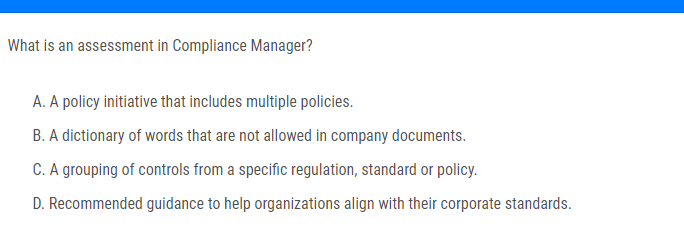 What is an assessment in Compliance Manager?
A. A policy initiative that includes multiple policies.
B. A dictionary of words that are not allowed in company documents.
C. A grouping of controls from a specific regulation, standard or policy.
D. Recommended guidance to help organizations align with their corporate standards.